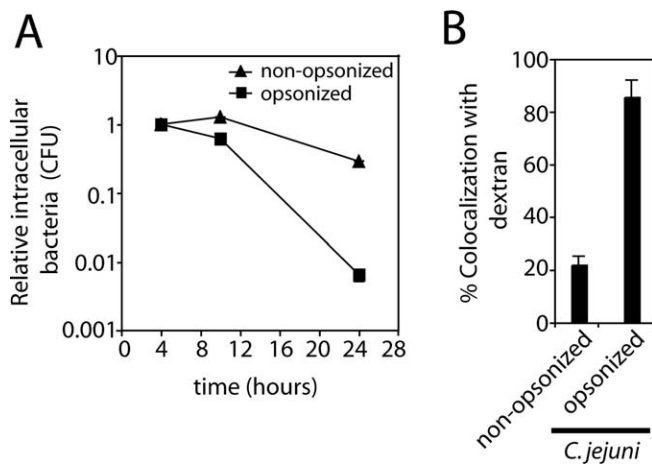 A
Relative intracellular
bacteria (CFU)
10
1
0.1
0.01
0.001
non-opsonized
opsonized
0 4 8 12 16 20 24 28
time (hours)
B
% Colocalization with
dextran
100
80
60
40
20
0
non-opsonized
opsonized
C. jejuni